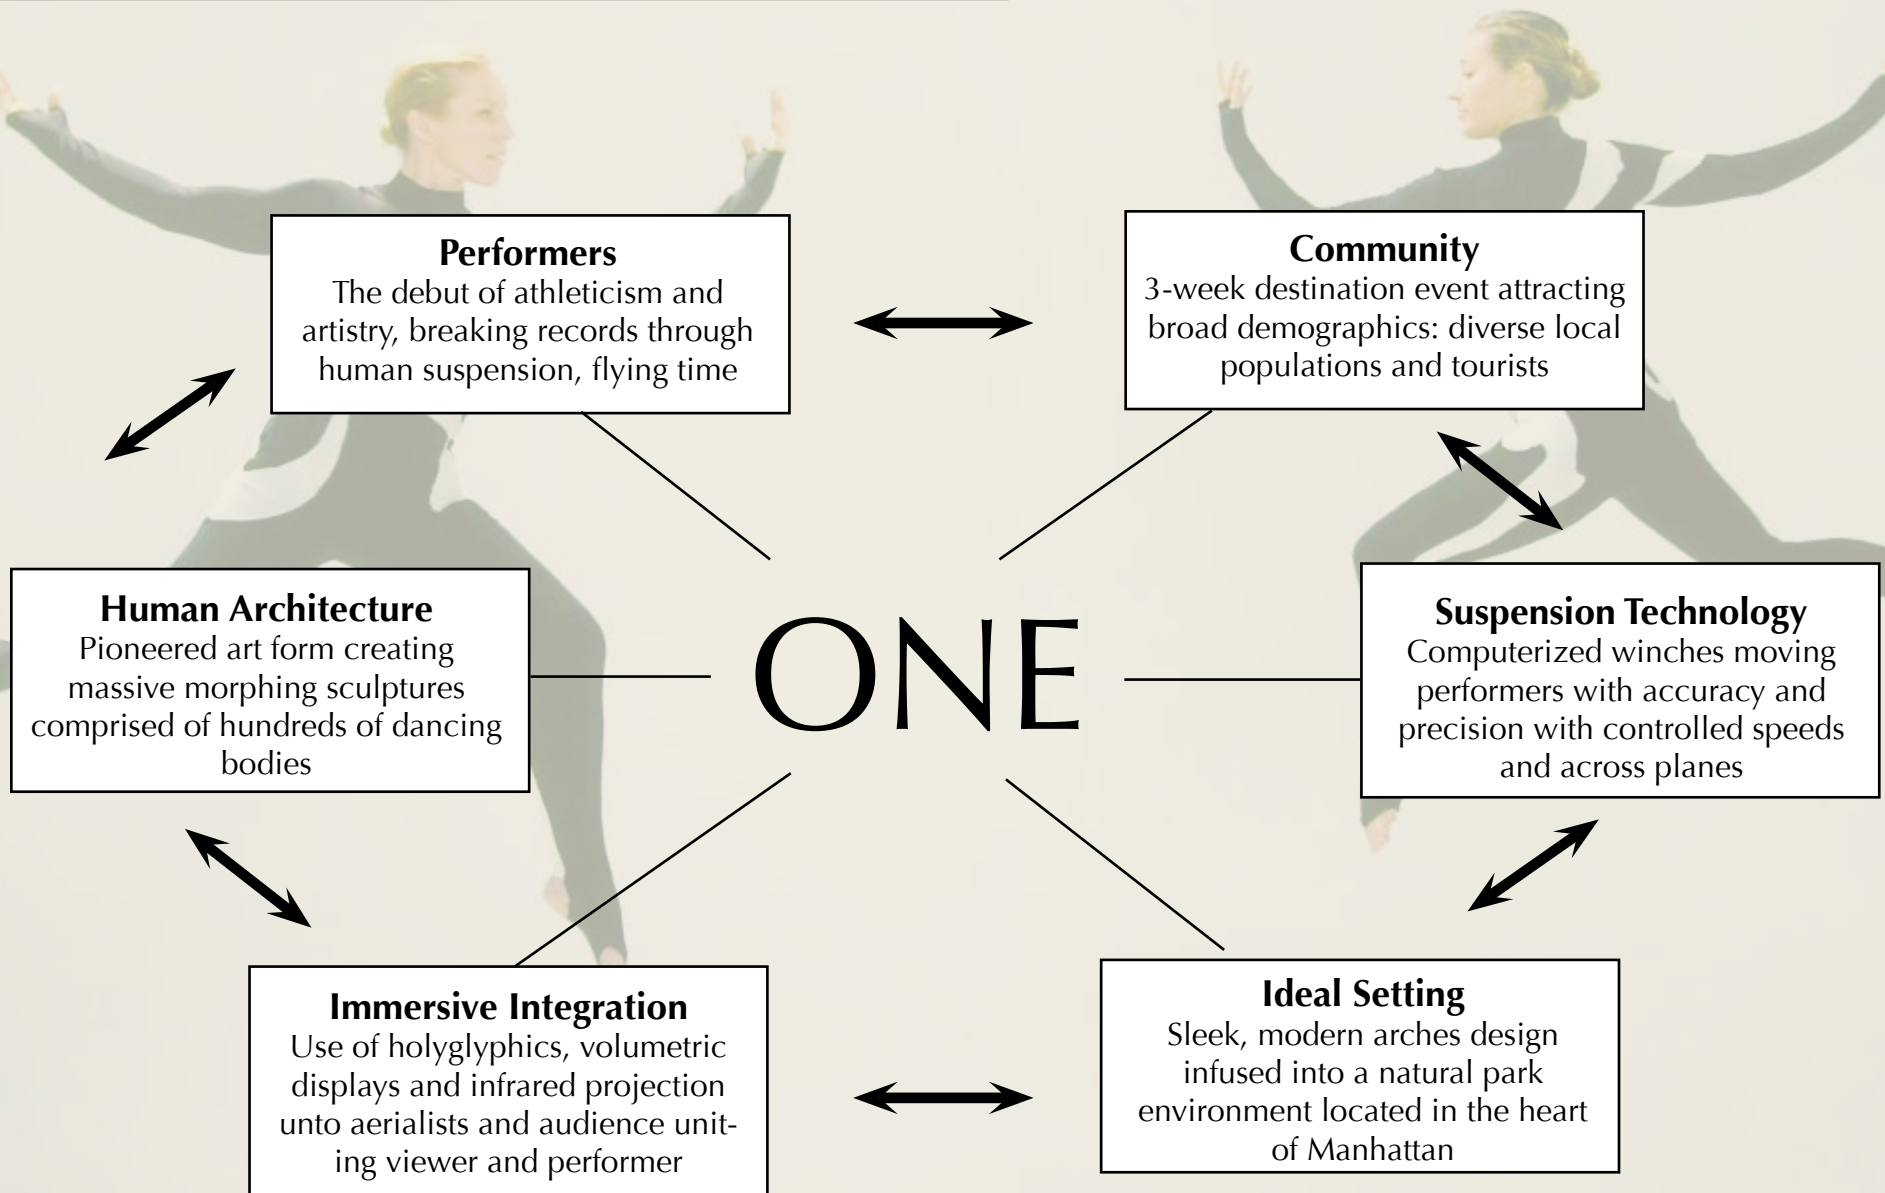 Performers
The debut of athleticism and
artistry, breaking records through
human suspension, flying time
Community
3-week destination event attracting
broad demographics: diverse local
populations and tourists
Human Architecture
Pioneered art form creating
massive morphing sculptures
comprised of hundreds of dancing
bodies
ONE
Suspension Technology
Computerized winches moving
performers with accuracy and
precision with controlled speeds
and across planes
Immersive Integration
Use of holyglyphics, volumetric
displays and infrared projection
unto aerialists and audience unit-
ing viewer and performer
Ideal Setting
Sleek, modern arches design
infused into a natural park
environment located in the heart
of Manhattan